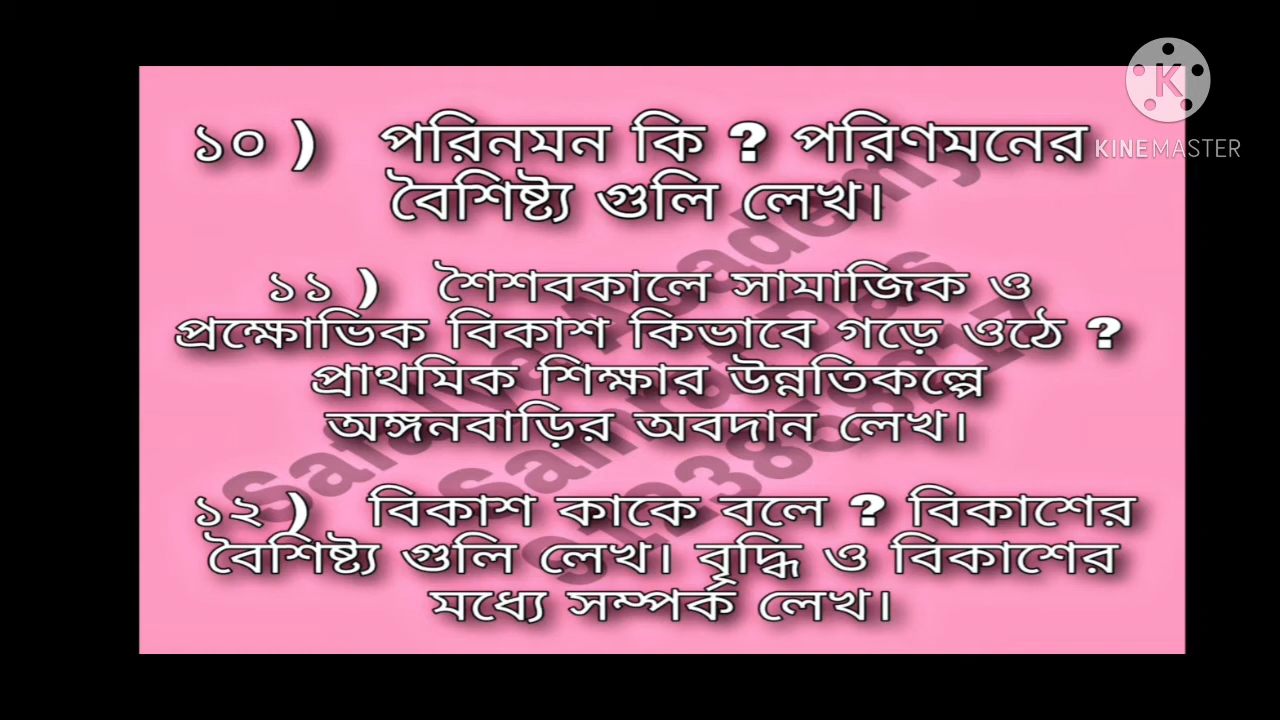 KINEMASTER
১০ ) পরিনমন কি ? পরিণমনের
বৈশিষ্ট্য গুলি লেখ।
১১ ) শৈশবকালে সামাজিক ও
প্রক্ষোভিক বিকাশ কিভাবে গড়ে ওঠে ?
প্রাথমিক শিক্ষার উন্নতিকল্পে
অঙ্গনবাড়ির অবদান লেখ।
১২ ) বিকাশ কাকে বলে ? বিকাশের
বৈশিষ্ট্য গুলি লেখ। বৃদ্ধি ও বিকাশের
মধ্যে সম্পর্ক লেখ।
Academy